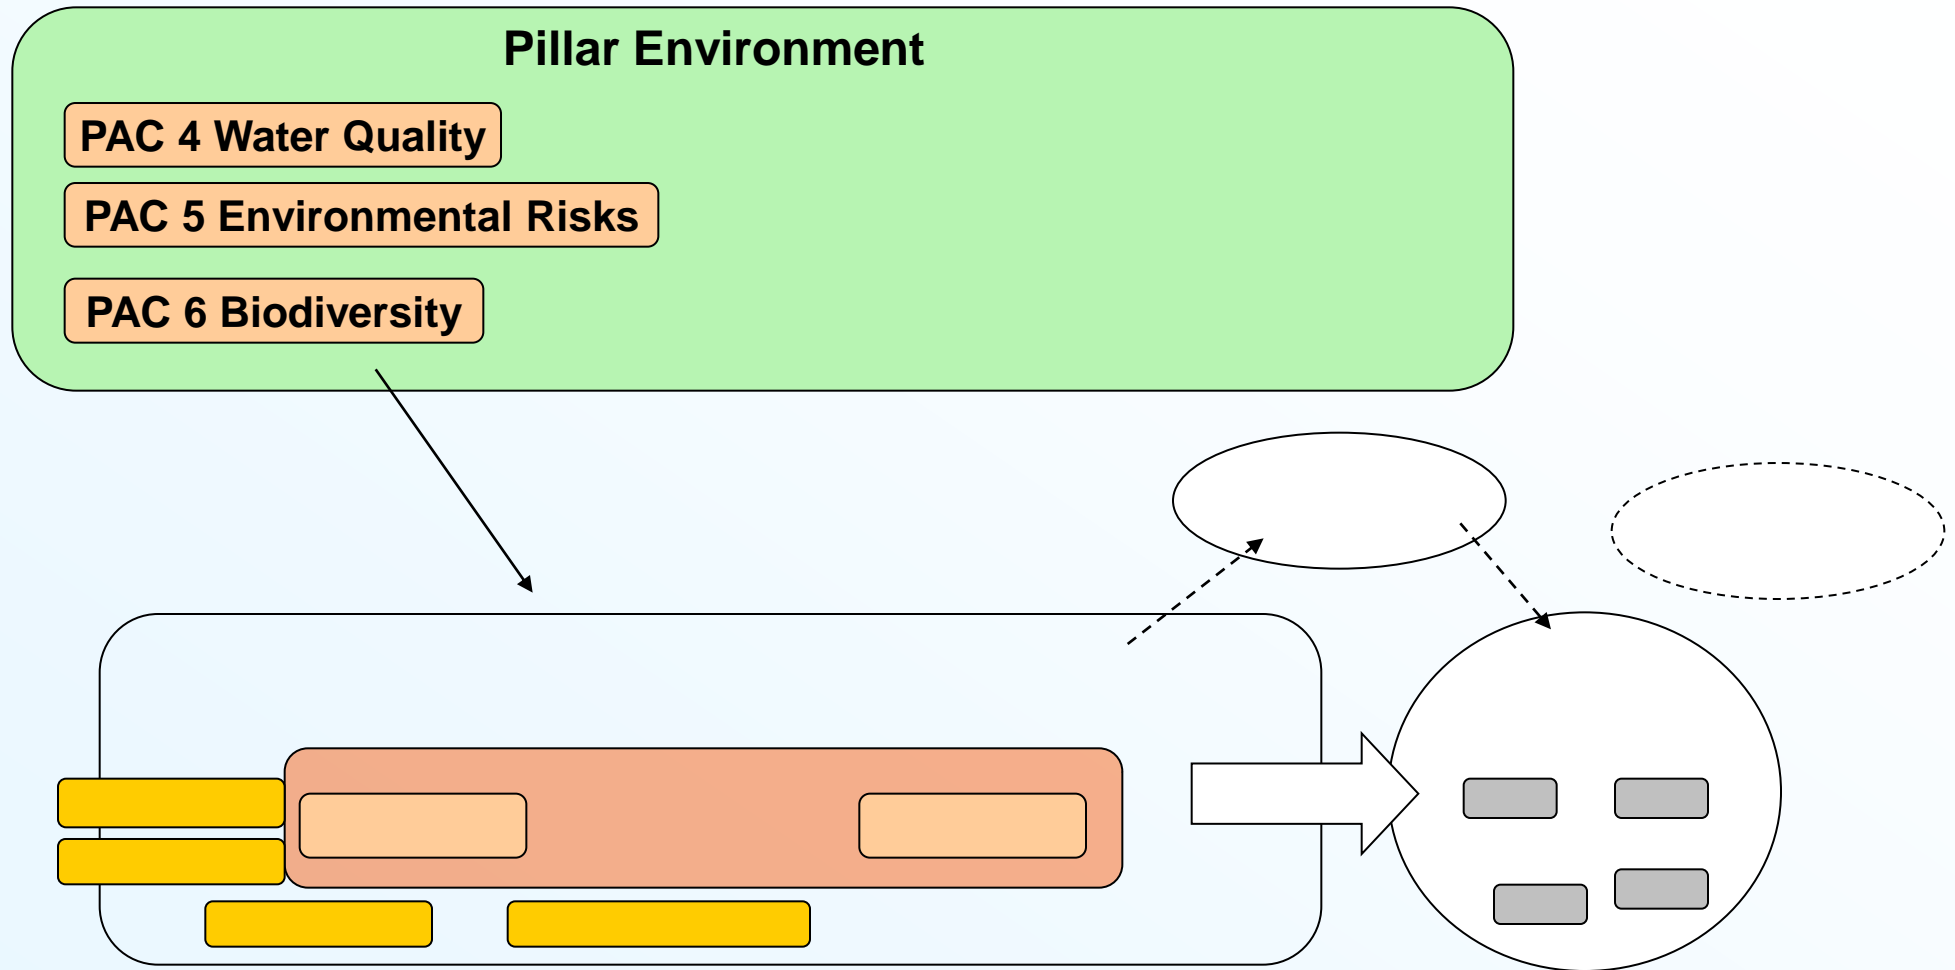 Pillar Environment
PAC 4 Water Quality
PAC 5 Environmental Risks
PAC 6 Biodiversity